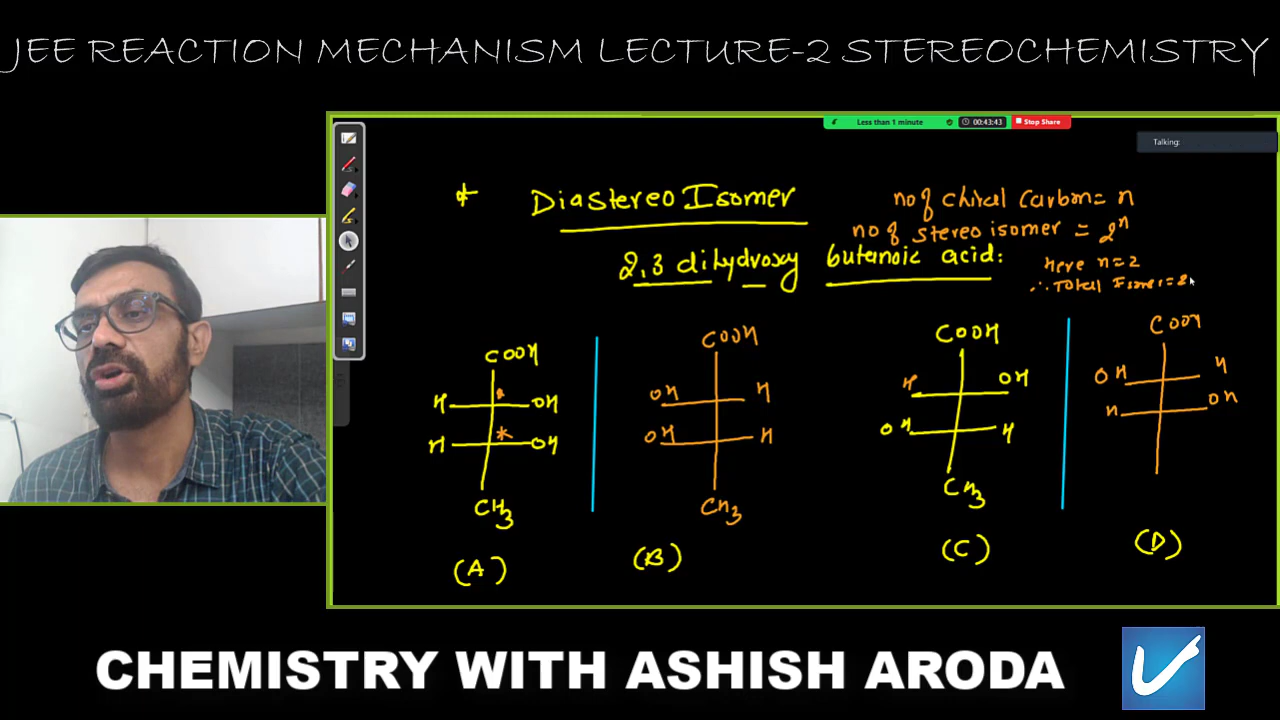 JEE REACTION MECHANISM LECTURE-2 STEREOCHEMISTRY
Less than 1 minute
00:43:43
Stop Share
Talking:
* Diastereo Isomer
no of chiral Carbon = n
no of stereo isomer = 2ⁿ
2,3 dihydroxy butanoic acid:
here n=2
∴ Total Isomer = 2
COOH
H OH
H OH
CH3
(A)
COOH
OH H
OH H
CH3
(B)
COOH
H OH
OH H
CH3
(C)
COOH
OH H
H OH
(D)
CHEMISTRY WITH ASHISH ARODA